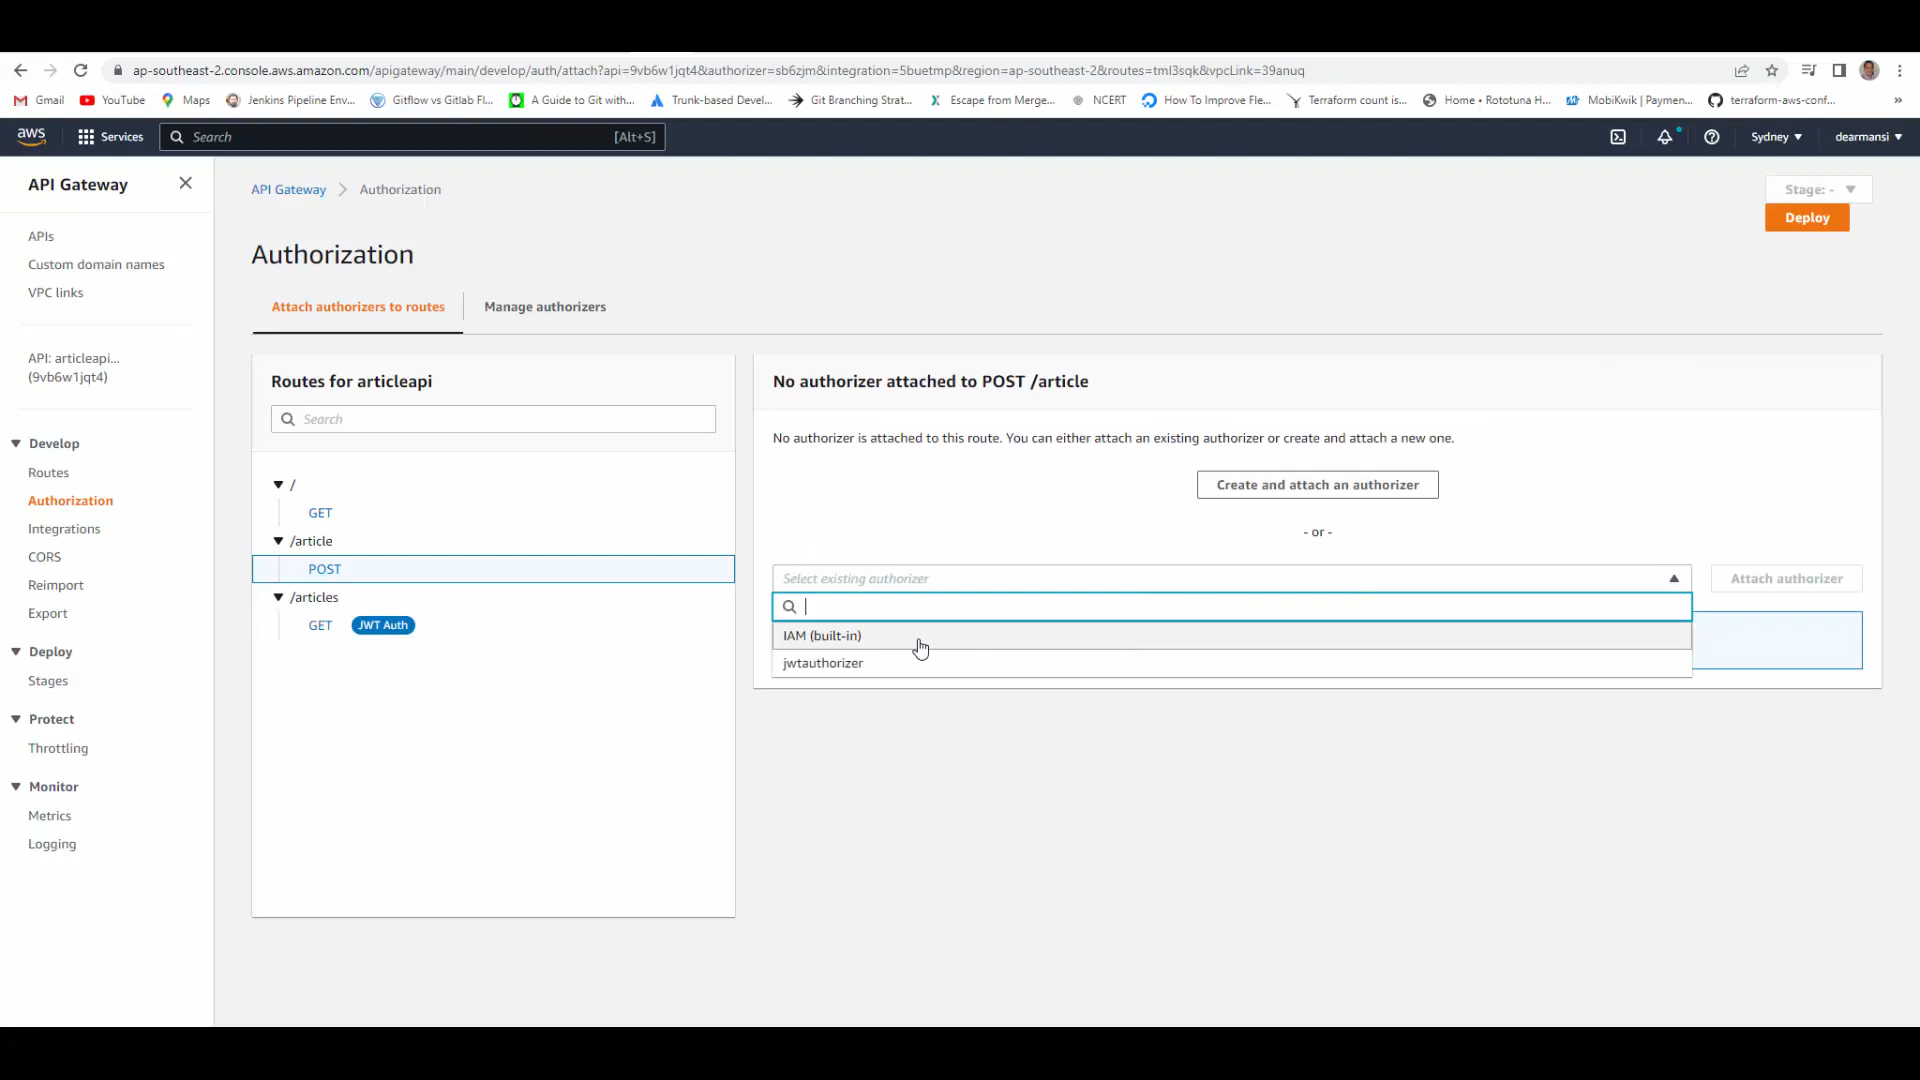 ap-southeast-2.console.aws.amazon.com/apigateway/main/develop/auth/attach?api=9vb6w1jqt4&authorizer=sb6zjm&integration=5buetmp&region=ap-southeast-2&routes=tml3sqk&vpcLink=39anuq
Gmail YouTube Maps Jenkins Pipeline Env... Gitflow vs Gitlab Fl... A Guide to Git with... Trunk-based Devel... Git Branching Strat... Escape from Merge... NCERT How To Improve Fle... Terraform count is... Home • Rototuna H... MobiKwik | Paymen... terraform-aws-conf... »
aws Services Search [Alt+S] Sydney dearmansi
API Gateway
APIs
Custom domain names
VPC links
API: articleapi...
(9vb6w1jqt4)
Develop
Routes
Authorization
Integrations
CORS
Reimport
Export
Deploy
Stages
Protect
Throttling
Monitor
Metrics
Logging
API Gateway Authorization
Stage: -
Deploy
Authorization
Attach authorizers to routes Manage authorizers
Routes for articleapi
Search
/
GET
/article
POST
/articles
GET JWT Auth
No authorizer attached to POST /article
No authorizer is attached to this route. You can either attach an existing authorizer or create and attach a new one.
Create and attach an authorizer
- or -
Select existing authorizer Attach authorizer
IAM (built-in)
jwtauthorizer